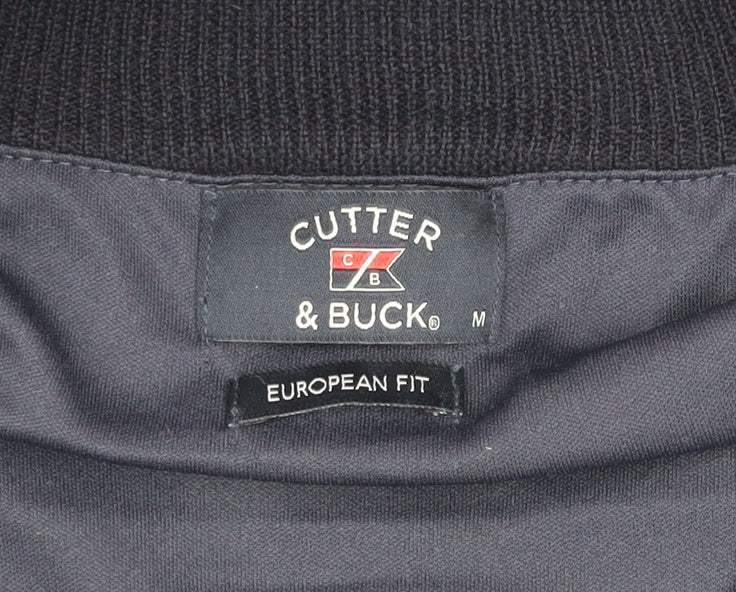 CUTTER
C
B
& BUCK® M
EUROPEAN FIT